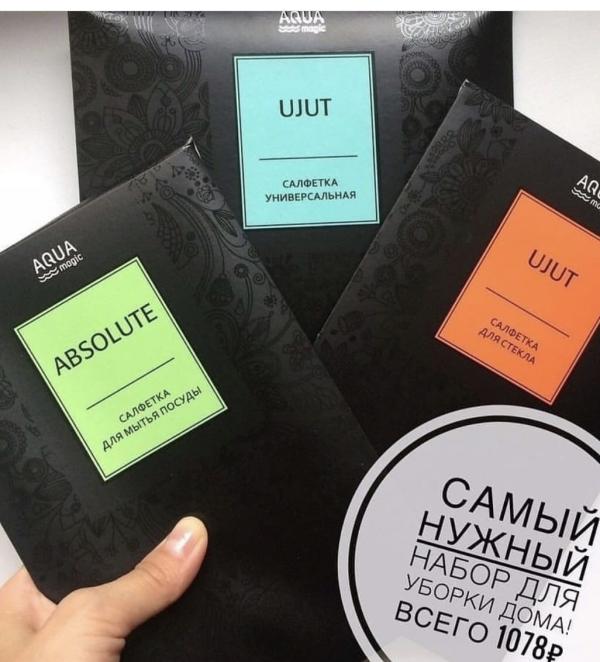 AQUA
magic
UJUT
САЛФЕТКА
УНИВЕРСАЛЬНАЯ
AQUA
magic
ABSOLUTE
САЛФЕТКА
ДЛЯ МЫТЬЯ ПОСУДЫ
AQUA
magic
UJUT
САЛФЕТКА
ДЛЯ СТЕКЛА
САМЫЙ
НУЖНЫЙ
НАБОР ДЛЯ
УБОРКИ ДОМА!
ВСЕГО 1078₽